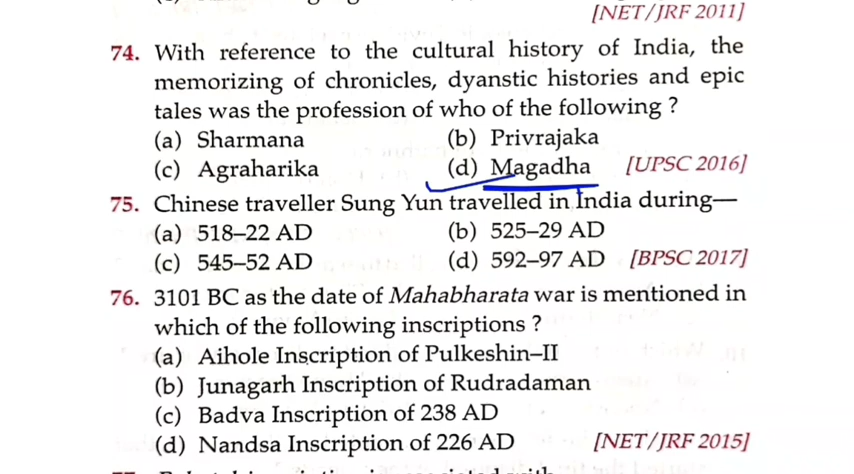 [NET/JRF 2011]
74. With reference to the cultural history of India, the
memorizing of chronicles, dyanstic histories and epic
tales was the profession of who of the following ?
(a) Sharmana (b) Privrajaka
(c) Agraharika (d) Magadha [UPSC 2016]
75. Chinese traveller Sung Yun travelled in India during—
(a) 518–22 AD (b) 525–29 AD
(c) 545–52 AD (d) 592–97 AD [BPSC 2017]
76. 3101 BC as the date of Mahabharata war is mentioned in
which of the following inscriptions ?
(a) Aihole Inscription of Pulkeshin–II
(b) Junagarh Inscription of Rudradaman
(c) Badva Inscription of 238 AD
(d) Nandsa Inscription of 226 AD [NET/JRF 2015]